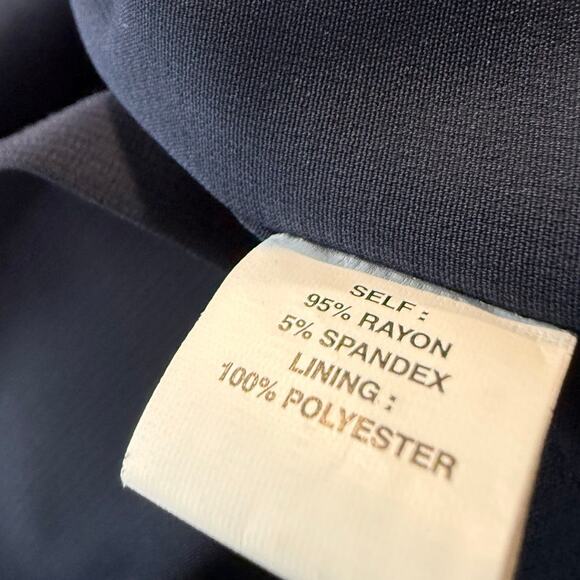 SELF :
95% RAYON
5% SPANDEX
LINING :
100% POLYESTER